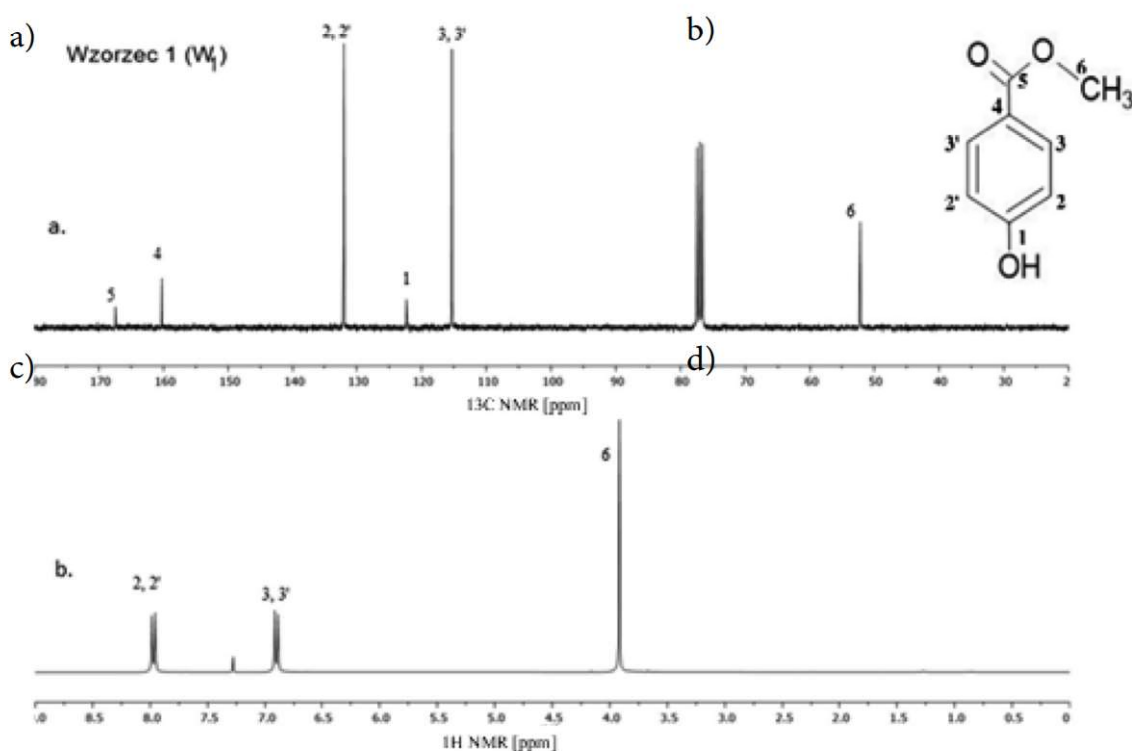 a)
Wzorzec 1 (W1)
2, 2'
3, 3'
b)
O
O
6
CH3
5
4
3'
3
2'
2
1
OH
a.
5
4
1
6
c)
d)
90 170 160 150 140 130 120 110 100 90 80 70 60 50 40 30 2
13C NMR [ppm]
6
b.
2, 2'
3, 3'
.0 8.5 8.0 7.5 7.0 6.5 6.0 5.5 5.0 4.5 4.0 3.5 3.0 2.5 2.0 1.5 1.0 0.5 0
1H NMR [ppm]